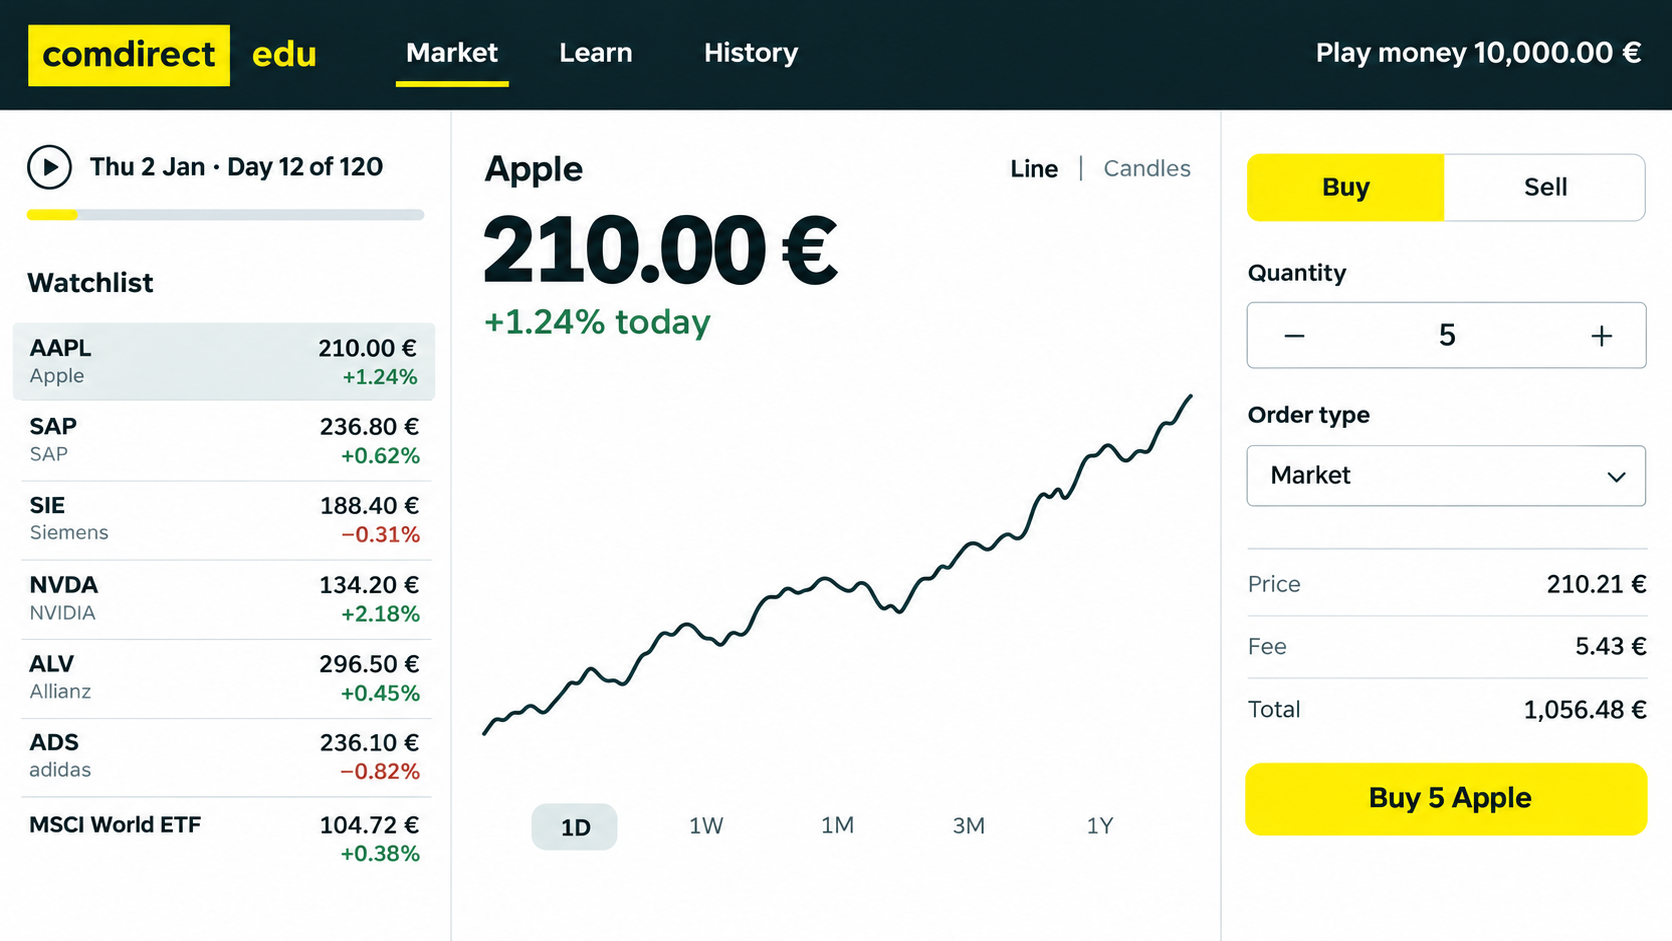 comdirect edu
Market
Learn
History
Play money 10,000.00 €
Thu 2 Jan · Day 12 of 120
Watchlist
AAPL 210.00 €
Apple +1.24%
SAP 236.80 €
SAP +0.62%
SIE 188.40 €
Siemens −0.31%
NVDA 134.20 €
NVIDIA +2.18%
ALV 296.50 €
Allianz +0.45%
ADS 236.10 €
adidas −0.82%
MSCI World ETF 104.72 €
+0.38%
Apple
Line | Candles
210.00 €
+1.24% today
1D 1W 1M 3M 1Y
Buy
Sell
Quantity
− 5 +
Order type
Market
Price 210.21 €
Fee 5.43 €
Total 1,056.48 €
Buy 5 Apple